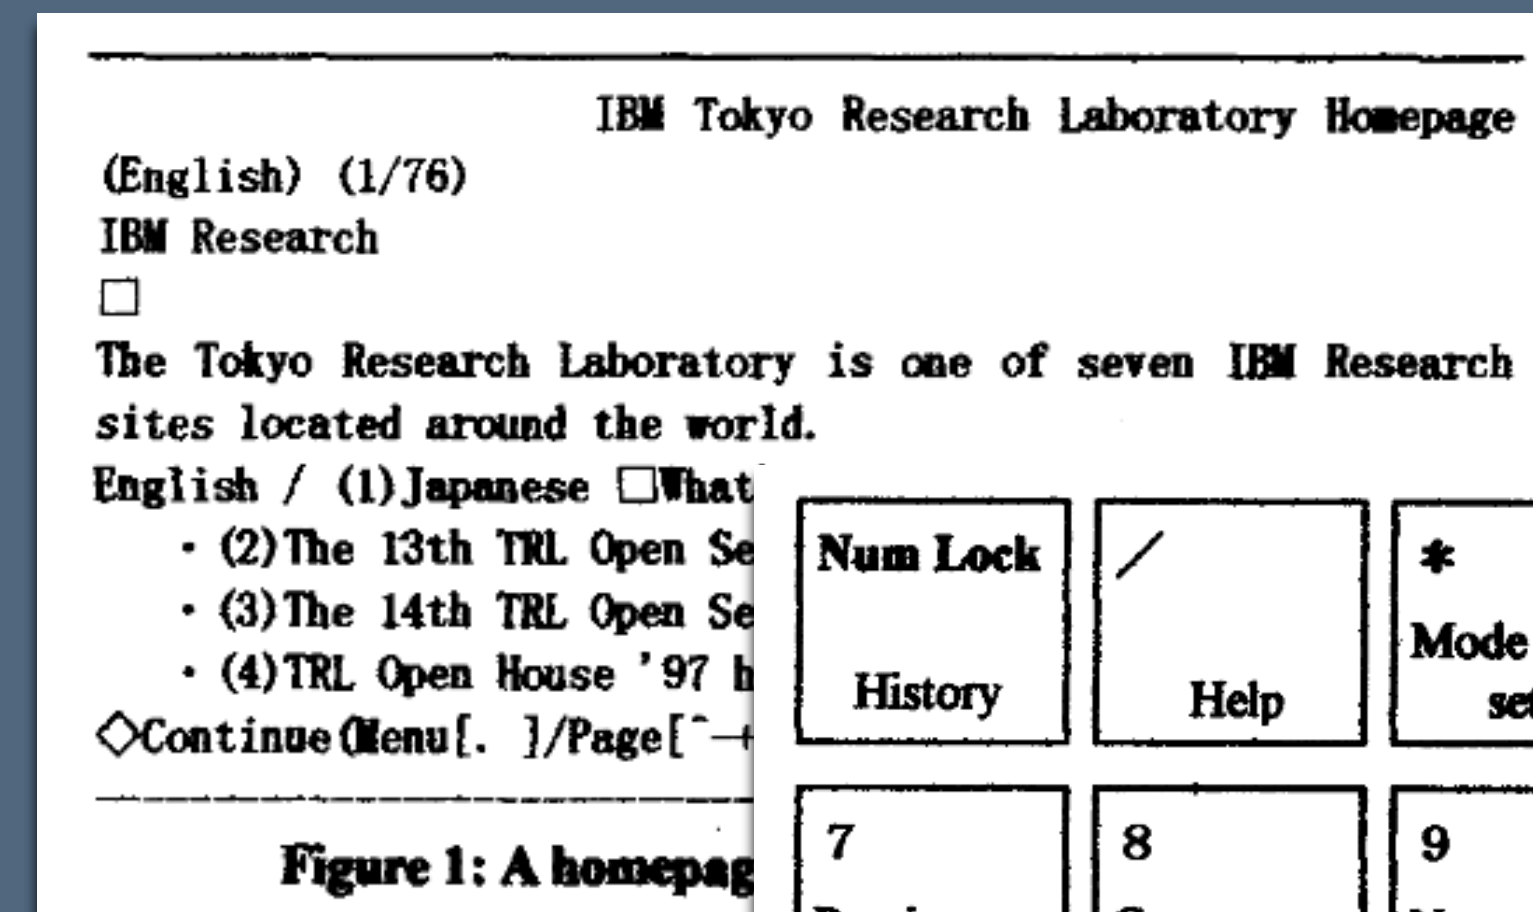 IBM Tokyo Research Laboratory Homepage
(English) (1/76)
IBM Research
□
The Tokyo Research Laboratory is one of seven IBM Research
sites located around the world.
English / (1)Japanese □What
・(2)The 13th TRL Open Se
・(3)The 14th TRL Open Se
・(4)TRL Open House '97 h
◇Continue(Menu[. ]/Page[^
Figure 1: A homepag
Num Lock
History
/
Help
*
Mode
set
7
8
9